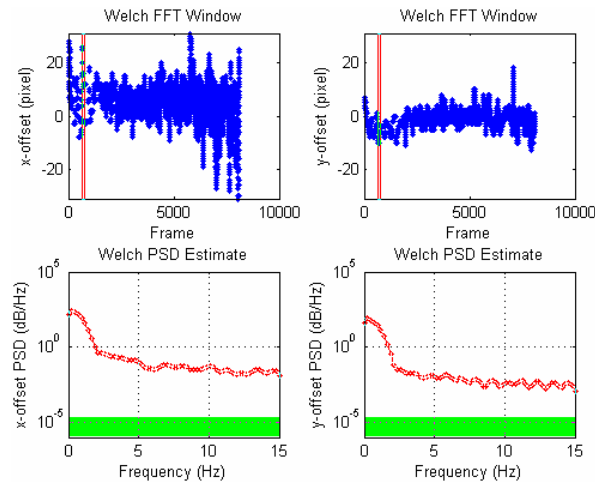 Welch FFT Window
x-offset (pixel)
20
0
-20
0
5000
10000
Frame
Welch FFT Window
y-offset (pixel)
20
0
-20
0
5000
10000
Frame
Welch PSD Estimate
x-offset PSD (dB/Hz)
10^5
10^0
10^-5
0
5
10
15
Frequency (Hz)
Welch PSD Estimate
y-offset PSD (dB/Hz)
10^5
10^0
10^-5
0
5
10
15
Frequency (Hz)